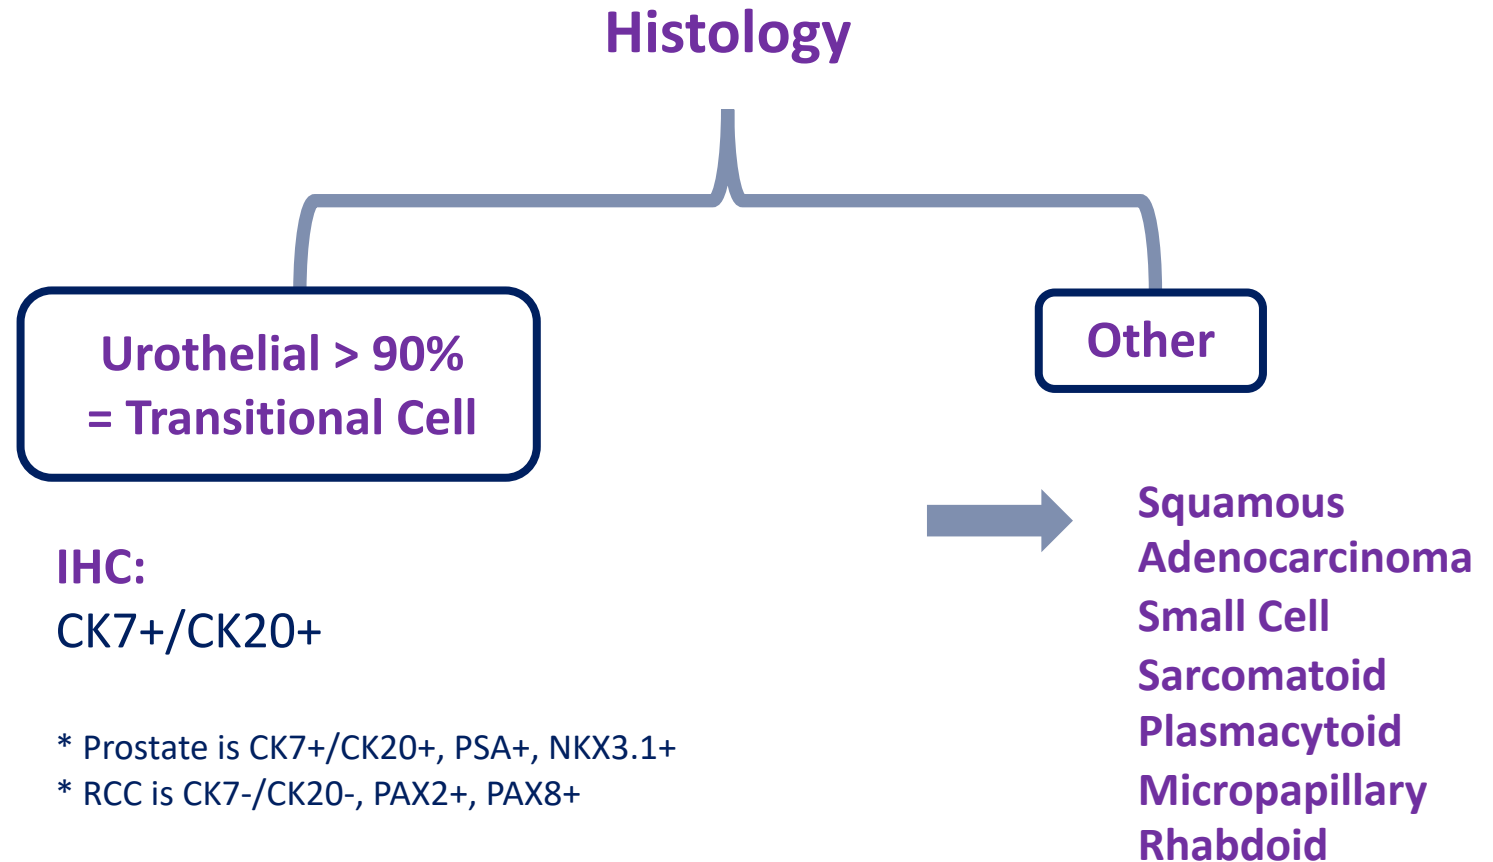 Histology
Urothelial > 90%
= Transitional Cell
IHC:
CK7+/CK20+
* Prostate is CK7+/CK20+, PSA+, NKX3.1+
* RCC is CK7-/CK20-, PAX2+, PAX8+
Other
Squamous
Adenocarcinoma
Small Cell
Sarcomatoid
Plasmacytoid
Micropapillary
Rhabdoid